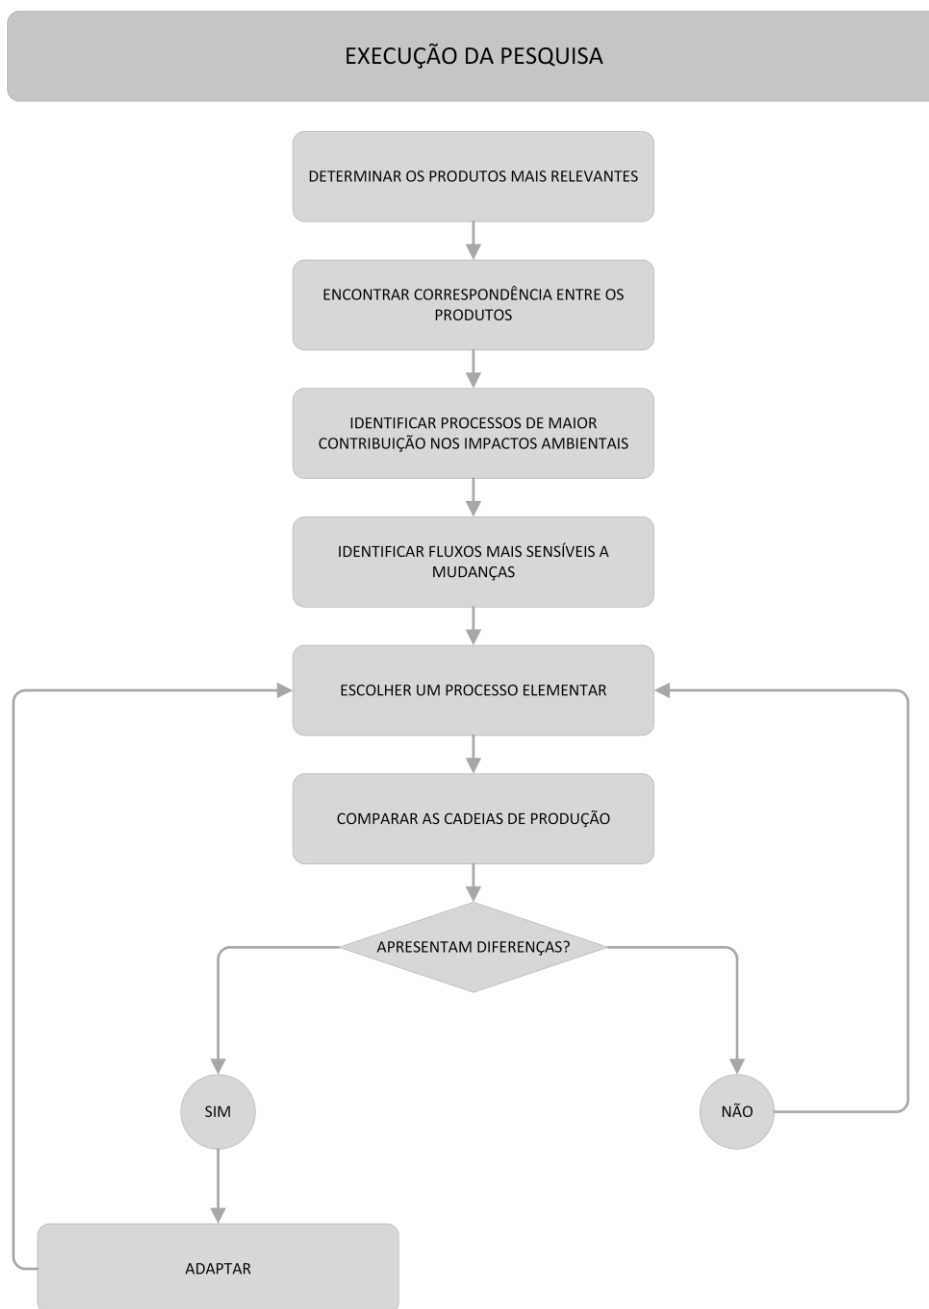 EXECUÇÃO DA PESQUISA
DETERMINAR OS PRODUTOS MAIS RELEVANTES
ENCONTRAR CORRESPONDÊNCIA ENTRE OS
PRODUTOS
IDENTIFICAR PROCESSOS DE MAIOR
CONTRIBUIÇÃO NOS IMPACTOS AMBIENTAIS
IDENTIFICAR FLUXOS MAIS SENSÍVEIS A
MUDANÇAS
ESCOLHER UM PROCESSO ELEMENTAR
COMPARAR AS CADEIAS DE PRODUÇÃO
APRESENTAM DIFERENÇAS?
SIM
NÃO
ADAPTAR